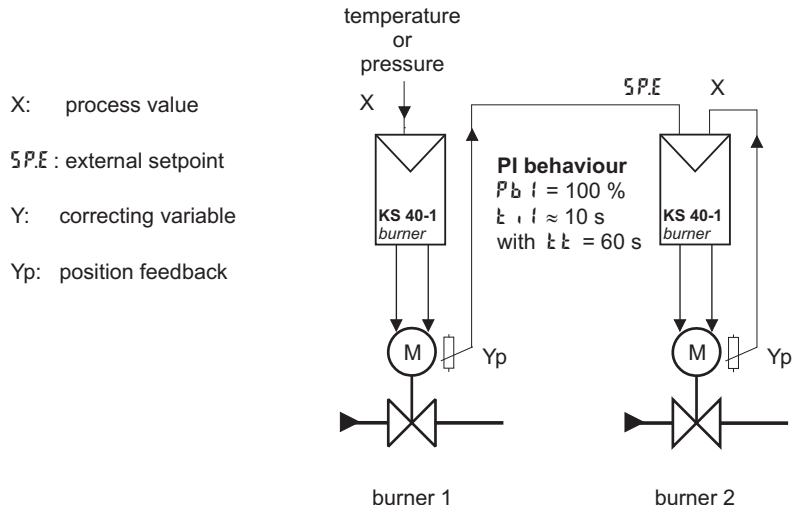 temperature
or
pressure
X: process value
SP.E : external setpoint
Y: correcting variable
Yp: position feedback
X
SP.E
X
KS 40-1
burner
PI behaviour
Pb1 = 100 %
ti1 ≈ 10 s
with tt = 60 s
KS 40-1
burner
M
Yp
M
Yp
burner 1
burner 2